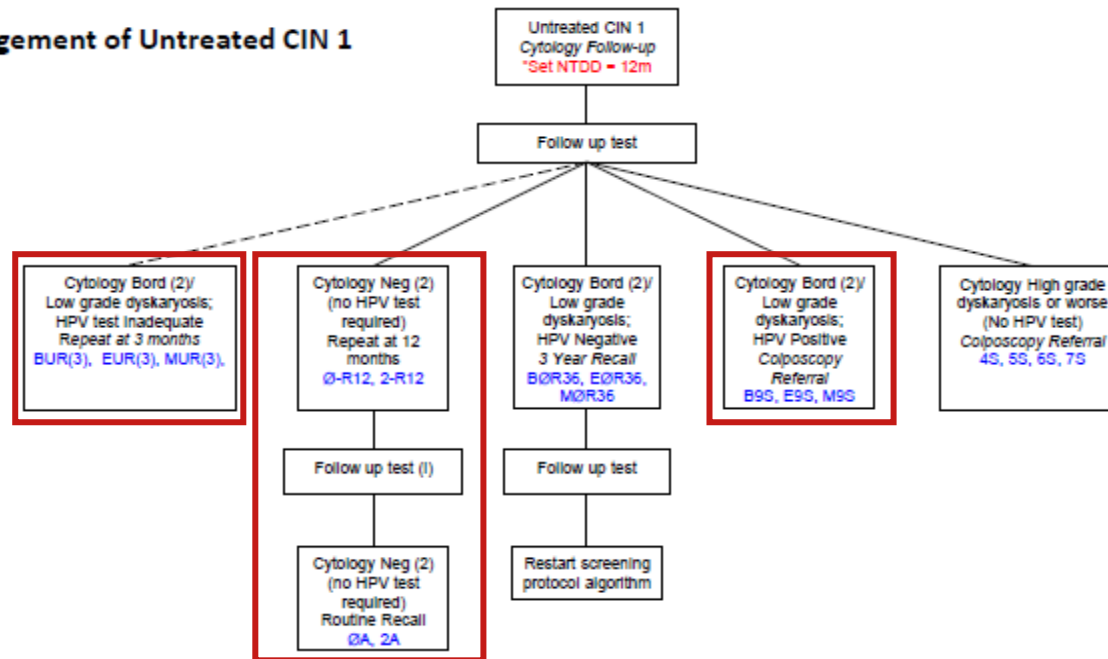 gement of Untreated CIN 1
Untreated CIN 1
Cytology Follow-up
*Set NTDD = 12m
Follow up test
Cytology Bord (2)/
Low grade dyskaryosis;
HPV test Inadequate
Repeat at 3 months
BUR(3), EUR(3), MUR(3),
Cytology Neg (2)
(no HPV test
required)
Repeat at 12
months
Ø-R12, 2-R12
Follow up test (I)
Cytology Neg (2)
(no HPV test
required)
Routine Recall
ØA, 2A
Cytology Bord (2)/
Low grade
dyskaryosis;
HPV Negative
3 Year Recall
BØR36, EØR36,
MØR36
Follow up test
Restart screening
protocol algorithm
Cytology Bord (2)/
Low grade
dyskaryosis;
HPV Positive
Colposcopy
Referral
B9S, E9S, M9S
Cytology High grade
dyskaryosis or worse
(No HPV test)
Colposcopy Referral
4S, 5S, 6S, 7S